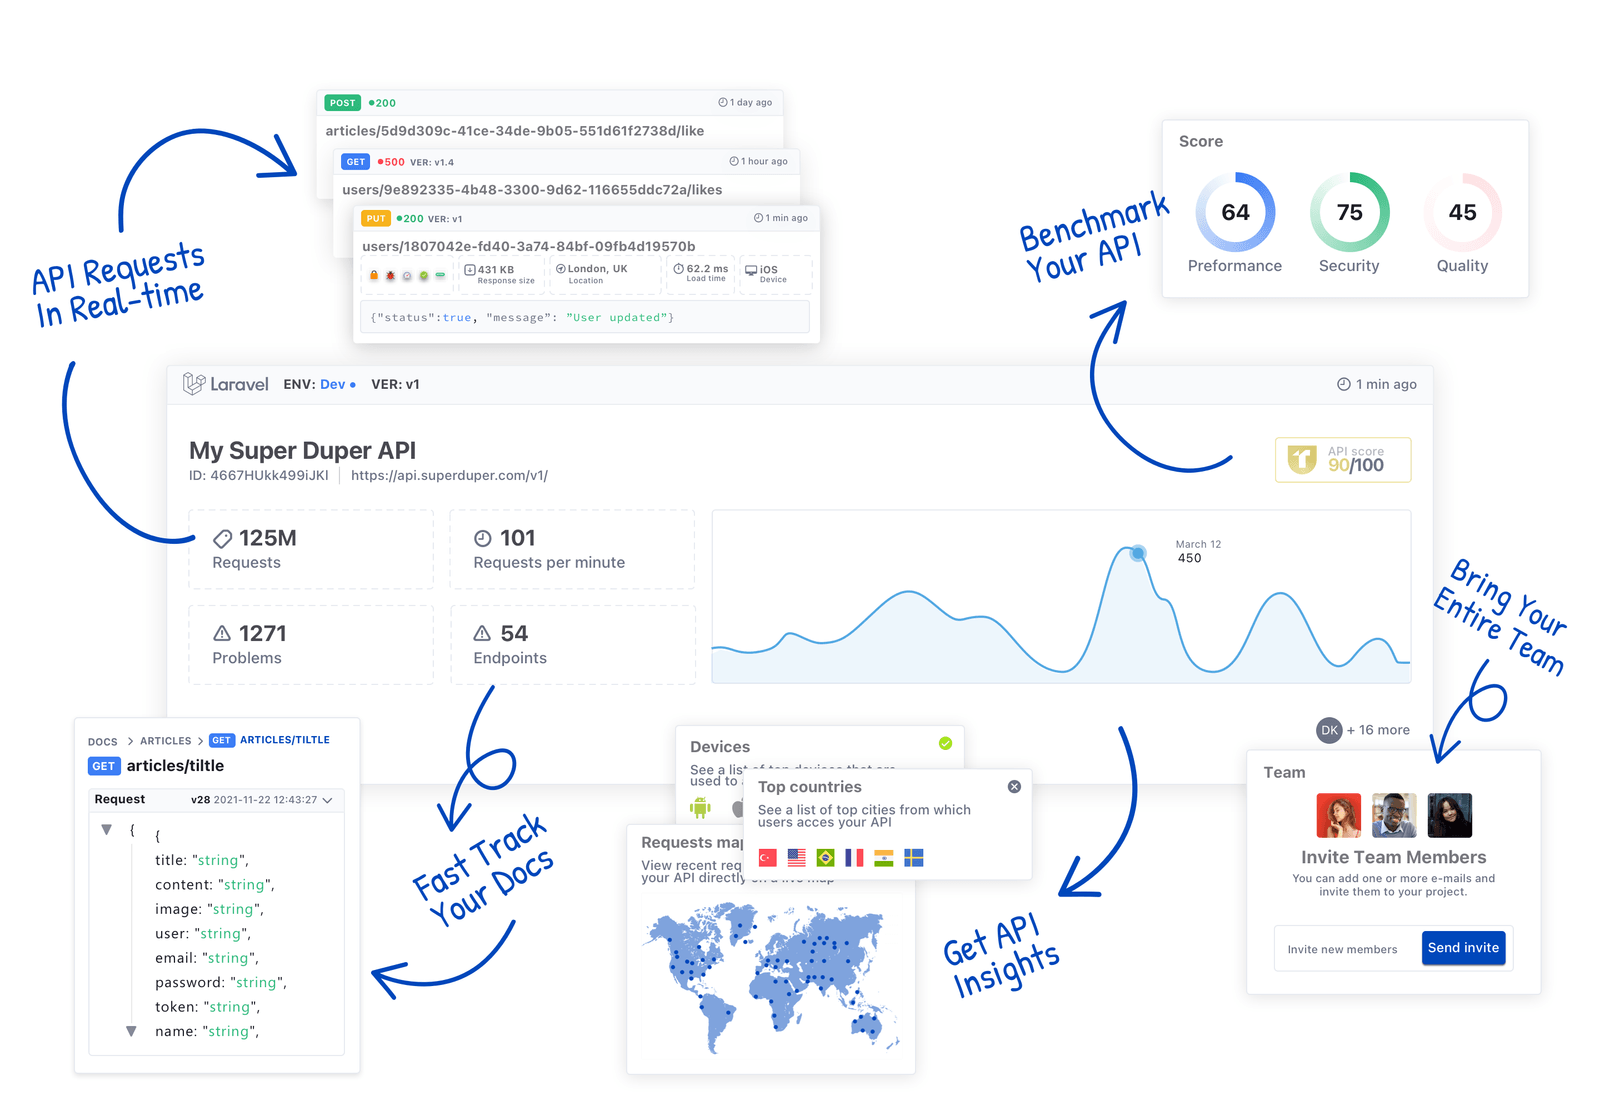 POST 200 1 day ago
articles/5d9d309c-41ce-34de-9b05-551d61f2738d/like
GET 500 VER: v1.4 1 hour ago
users/9e892335-4b48-3300-9d62-116655ddc72a/likes
PUT 200 VER: v1 1 min ago
users/1807042e-fd40-3a74-84bf-09fb4d19570b
431 KB
Response size
London, UK
Location
62.2 ms
Load time
iOS
Device
{"status":true, "message": "User updated"}
API Requests
In Real-time
Benchmark
Your API
Score
64
Preformance
75
Security
45
Quality
Laravel ENV: Dev VER: v1 1 min ago
My Super Duper API
ID: 4667HUkk499iJKl https://api.superduper.com/v1/
API score
90/100
125M
Requests
101
Requests per minute
1271
Problems
54
Endpoints
March 12
450
Bring Your
Entire Team
DK + 16 more
DOCS > ARTICLES > GET ARTICLES/TILTLE
GET articles/tiltle
Request v28 2021-11-22 12:43:27
{ {
title: "string",
content: "string",
image: "string",
user: "string",
email: "string",
password: "string",
token: "string",
name: "string",
Fast Track
Your Docs
Devices
See a list of top devices that are
used to
Top countries
See a list of top cities from which
users acces your API
Requests map
View recent req
your API directly on a live map
Get API
Insights
Team
Invite Team Members
You can add one or more e-mails and
invite them to your project.
Invite new members Send invite